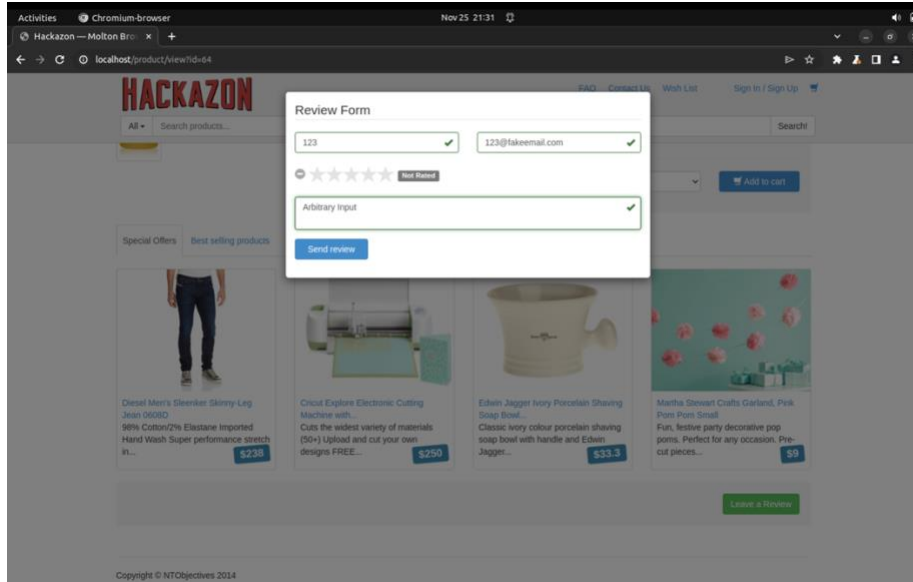 Activities Chromium-browser Nov 25 21:31
Hackazon — Molton Bro × +
localhost/product/view?id=64
HACKAZON
FAQ Contact Us Wish List Sign In / Sign Up
All Search products... Search!
Review Form
123 123@fakeemail.com
Not Rated
Add to cart
Arbitrary Input
Special Offers Best selling products
Send review
Diesel Men's Sleenker Skinny-Leg Cricut Explore Electronic Cutting Edwin Jagger Ivory Porcelain Shaving Martha Stewart Crafts Garland, Pink
Jean 0608D Machine with... Soap Bowl... Pom Pom Small
98% Cotton/2% Elastane Imported Cuts the widest variety of materials Classic ivory colour porcelain shaving Fun, festive party decorative pop
Hand Wash Super performance stretch (50+) Upload and cut your own soap bowl with handle and Edwin poms. Perfect for any occasion. Pre-
in... $238 designs FREE... $250 Jagger... $33.3 cut pieces... $9
Leave a Review
Copyright © NTObjectives 2014